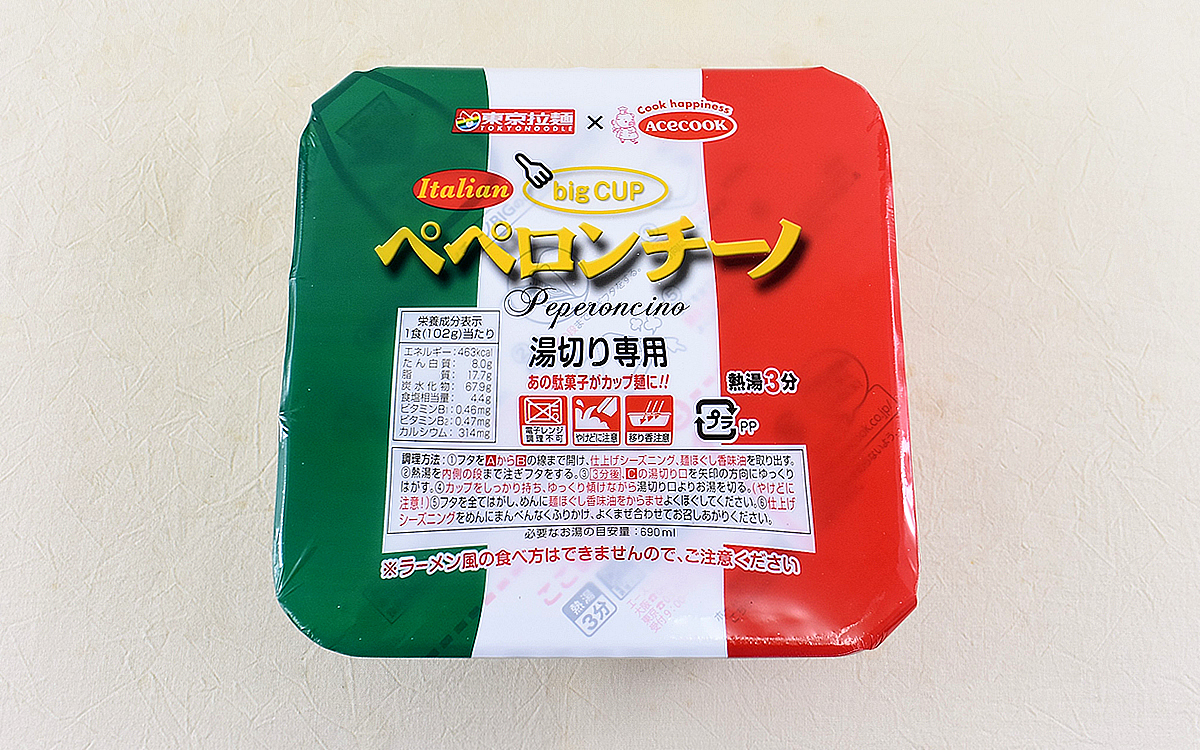 東京拉麺
TOKYONOODLE
×
Cook happiness
ACECOOK
Italian
big CUP
ペペロンチーノ
Peperoncino
湯切り専用
あの駄菓子がカップ麺に!!
熱湯3分
栄養成分表示
1食(102g)当たり
エネルギー:463kcal
たん白質: 8.0g
脂質: 17.7g
炭水化物: 67.9g
食塩相当量: 4.4g
ビタミンB1:0.46mg
ビタミンB2:0.47mg
カルシウム: 314mg
電子レンジ
調理不可
やけど注意
移り香注意
プラ
PP
調理方法:①フタをAからBの線まで開け、仕上げシーズニング、麺ほぐし香味油を取り出す。
②熱湯を内側の段まで注ぎフタをする。③3分後、Cの湯切り口を矢印の方向にゆっくり
はがす。④カップをしっかり持ち、ゆっくり傾けながら湯切り口よりお湯を切る。(やけどに
注意!)⑤フタを全てはがし、めんに麺ほぐし香味油をからませよくほぐしてください。⑥仕上げ
シーズニングをめんにまんべんなくふりかけ、よくまぜ合わせてお召しあがりください。
必要なお湯の目安量:690ml
※ラーメン風の食べ方はできませんので、ご注意ください
熱湯
3分